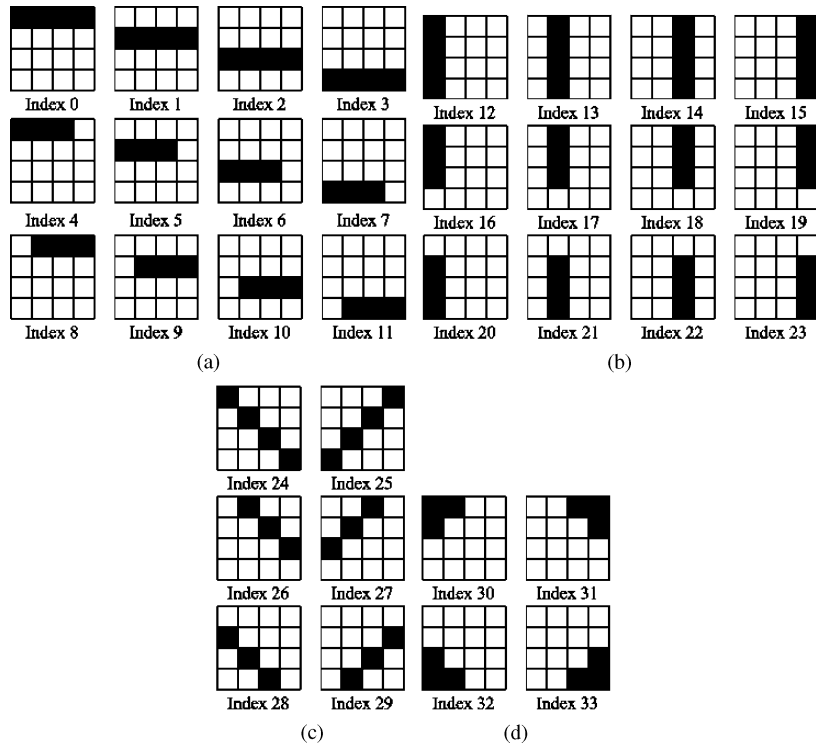 Index 0 Index 1 Index 2 Index 3
Index 4 Index 5 Index 6 Index 7
Index 8 Index 9 Index 10 Index 11
(a)
Index 12 Index 13 Index 14 Index 15
Index 16 Index 17 Index 18 Index 19
Index 20 Index 21 Index 22 Index 23
(b)
Index 24 Index 25
Index 26 Index 27
Index 28 Index 29
(c)
Index 30 Index 31
Index 32 Index 33
(d)